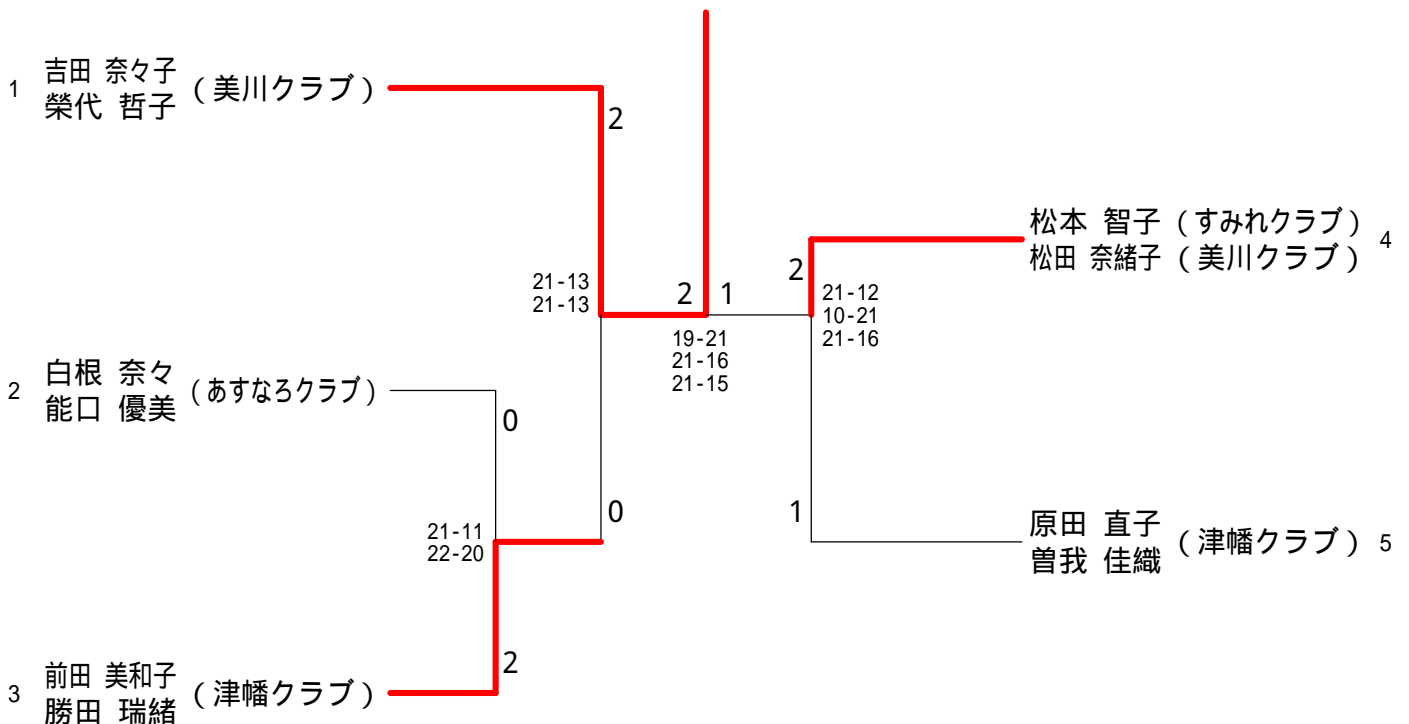 1 吉田 奈々子 (美川クラブ)
榮代 哲子
2
松本 智子 (すみれクラブ) 4
松田 奈緒子 (美川クラブ)
21-13
21-13
2 1
2
21-12
10-21
21-16
19-21
21-16
21-15
2 白根 奈々 (あすなろクラブ)
能口 優美
0
21-11
22-20
0
1
原田 直子 (津幡クラブ) 5
曽我 佳織
2
3 前田 美和子 (津幡クラブ)
勝田 瑞緒